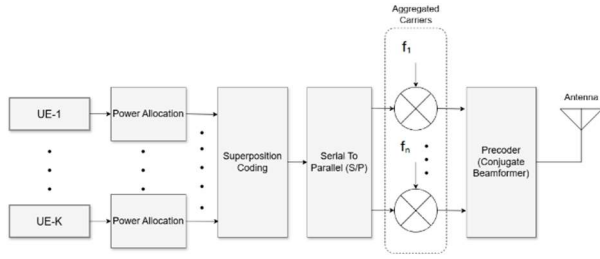 Aggregated
Carriers
f1
Antenna
UE-1
Power Allocation
Superposition
Coding
Serial To
Parallel (S/P)
fn
Precoder
(Conjugate
Beamformer)
UE-K
Power Allocation